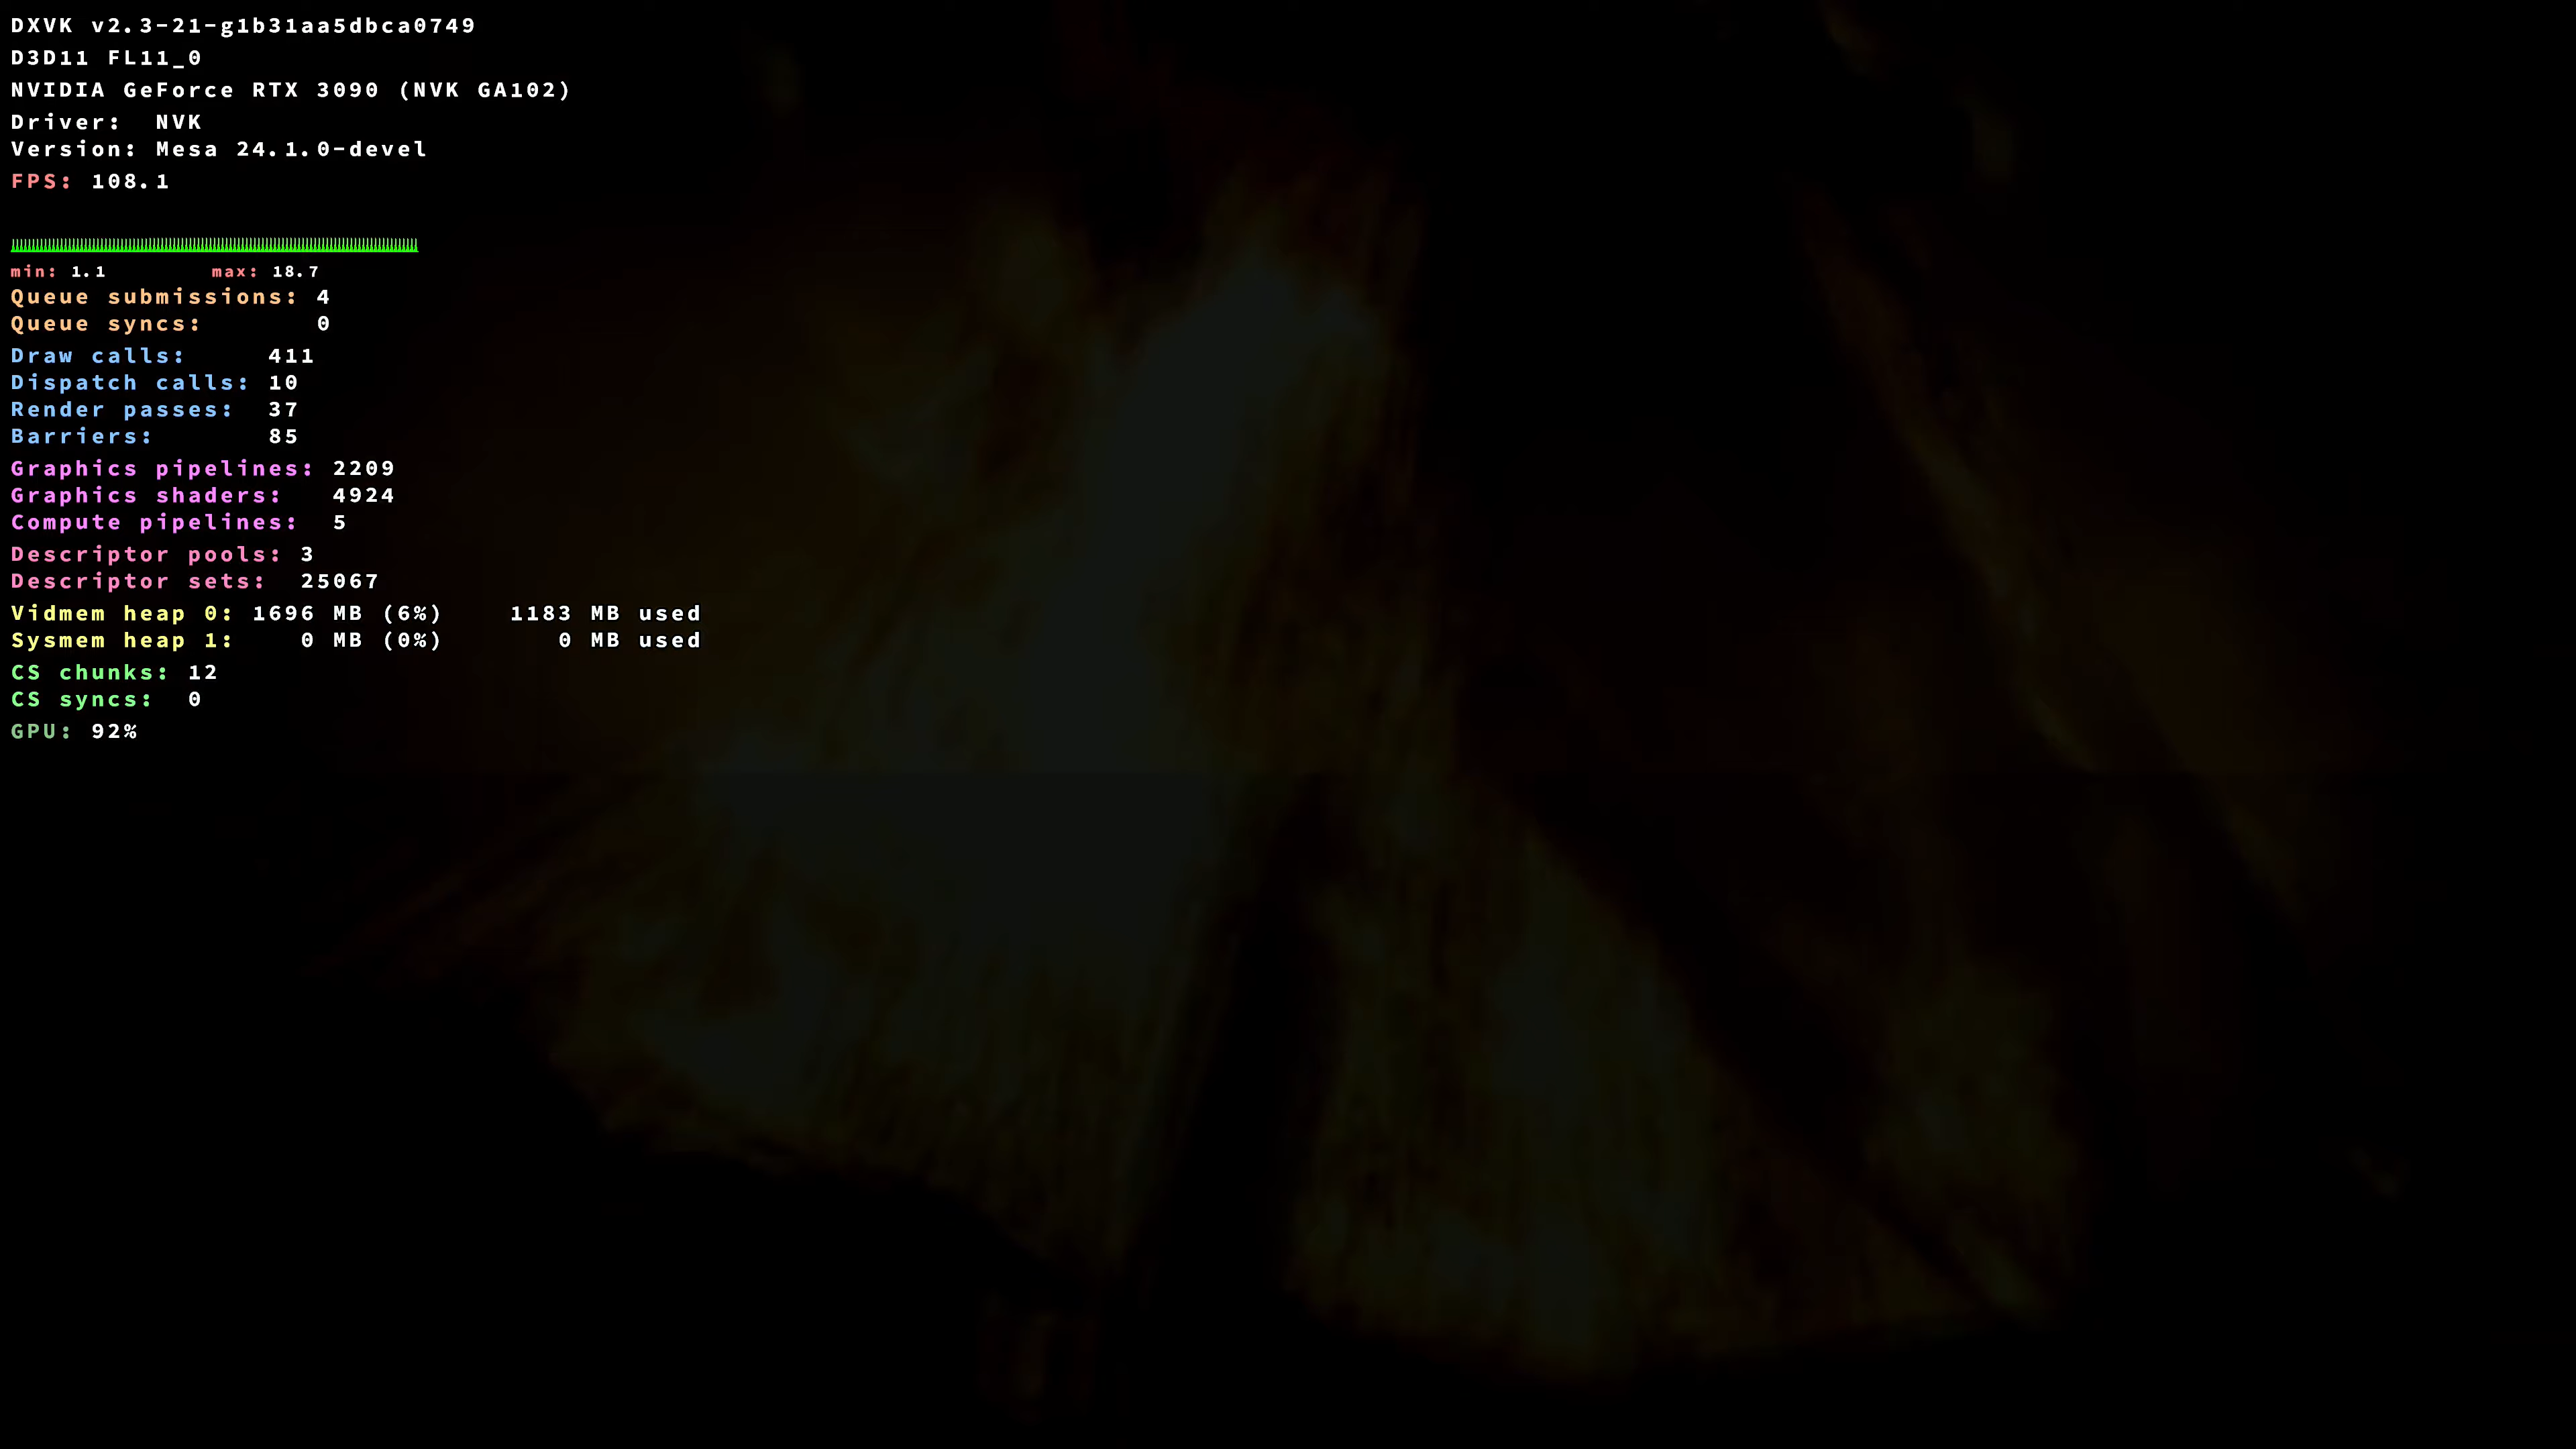 DXVK v2.3-21-g1b31aa5dbca0749
D3D11 FL11_0
NVIDIA GeForce RTX 3090 (NVK GA102)
Driver: NVK
Version: Mesa 24.1.0-devel
FPS: 108.1
min: 1.1 max: 18.7
Queue submissions: 4
Queue syncs: 0
Draw calls: 411
Dispatch calls: 10
Render passes: 37
Barriers: 85
Graphics pipelines: 2209
Graphics shaders: 4924
Compute pipelines: 5
Descriptor pools: 3
Descriptor sets: 25067
Vidmem heap 0: 1696 MB (6%) 1183 MB used
Sysmem heap 1: 0 MB (0%) 0 MB used
CS chunks: 12
CS syncs: 0
GPU: 92%